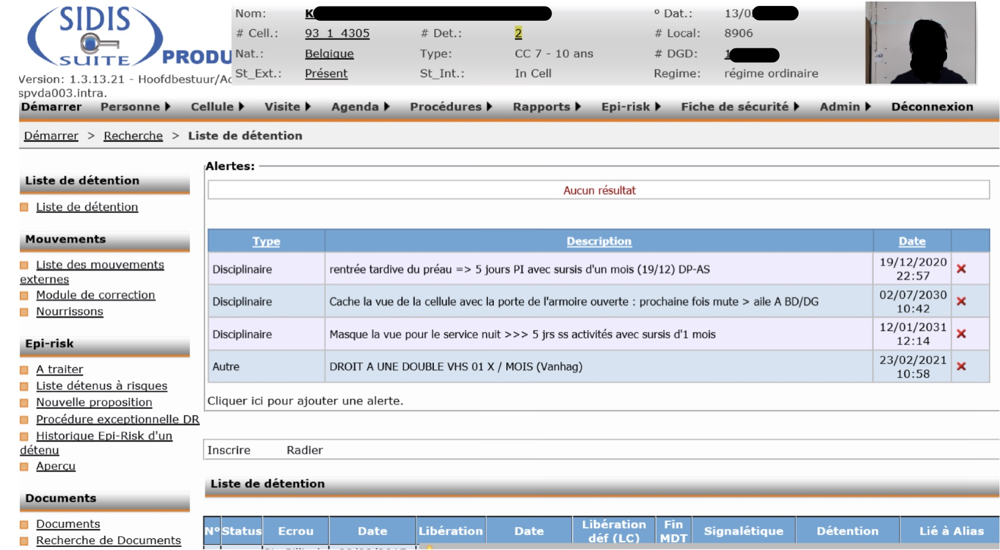 SIDIS
SUITE
PRODU
Version: 1.3.13.21 - Hoofdbestuur/Ac
spvda003.intra.
Nom: K º Dat.: 13/0
# Cell.: 93 1 4305 # Det.: 2 # Local: 8906
Nat.: Belgique Type: CC 7 - 10 ans # DGD: 1
St_Ext.: Présent St_Int.: In Cell Regime: régime ordinaire
Démarrer Personne Cellule Visite Agenda Procédures Rapports Epi-risk Fiche de sécurité Admin Déconnexion
Démarrer > Recherche > Liste de détention
Liste de détention
Liste de détention
Mouvements
Liste des mouvements
externes
Module de correction
Nourrissons
Epi-risk
A traiter
Liste détenus à risques
Nouvelle proposition
Procédure exceptionnelle DR
Historique Epi-Risk d'un
détenu
Aperçu
Documents
Documents
Recherche de Documents
Alertes:
Aucun résultat
Type Description Date
Disciplinaire rentrée tardive du préau => 5 jours PI avec sursis d'un mois (19/12) DP-AS 19/12/2020
22:57
Disciplinaire Cache la vue de la cellule avec la porte de l'armoire ouverte : prochaine fois mute > aile A BD/DG 02/07/2030
10:42
Disciplinaire Masque la vue pour le service nuit >>> 5 jrs ss activités avec sursis d'1 mois 12/01/2031
12:14
Autre DROIT A UNE DOUBLE VHS 01 X / MOIS (Vanhag) 23/02/2021
10:58
Cliquer ici pour ajouter une alerte.
Inscrire Radier
Liste de détention
N° Status Ecrou Date Libération Date Libération
déf (LC) Fin
MDT Signalétique Détention Lié à Alias